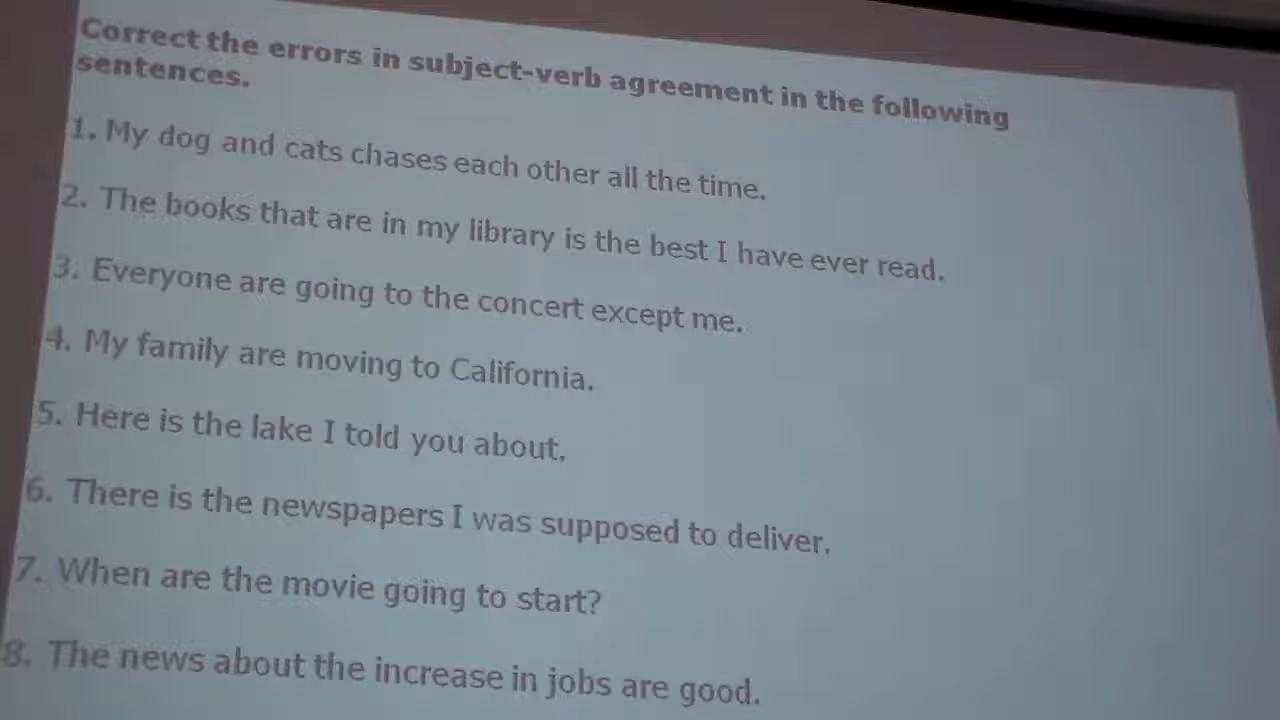 Correct the errors in subject-verb agreement in the following
sentences.
1. My dog and cats chases each other all the time.
2. The books that are in my library is the best I have ever read.
3. Everyone are going to the concert except me.
4. My family are moving to California.
5. Here is the lake I told you about.
6. There is the newspapers I was supposed to deliver.
7. When are the movie going to start?
8. The news about the increase in jobs are good.